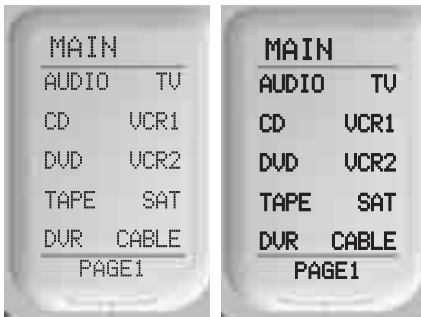 MAIN
AUDIO TV
CD VCR1
DVD VCR2
TAPE SAT
DVR CABLE
PAGE1
MAIN
AUDIO TV
CD VCR1
DVD VCR2
TAPE SAT
DVR CABLE
PAGE1